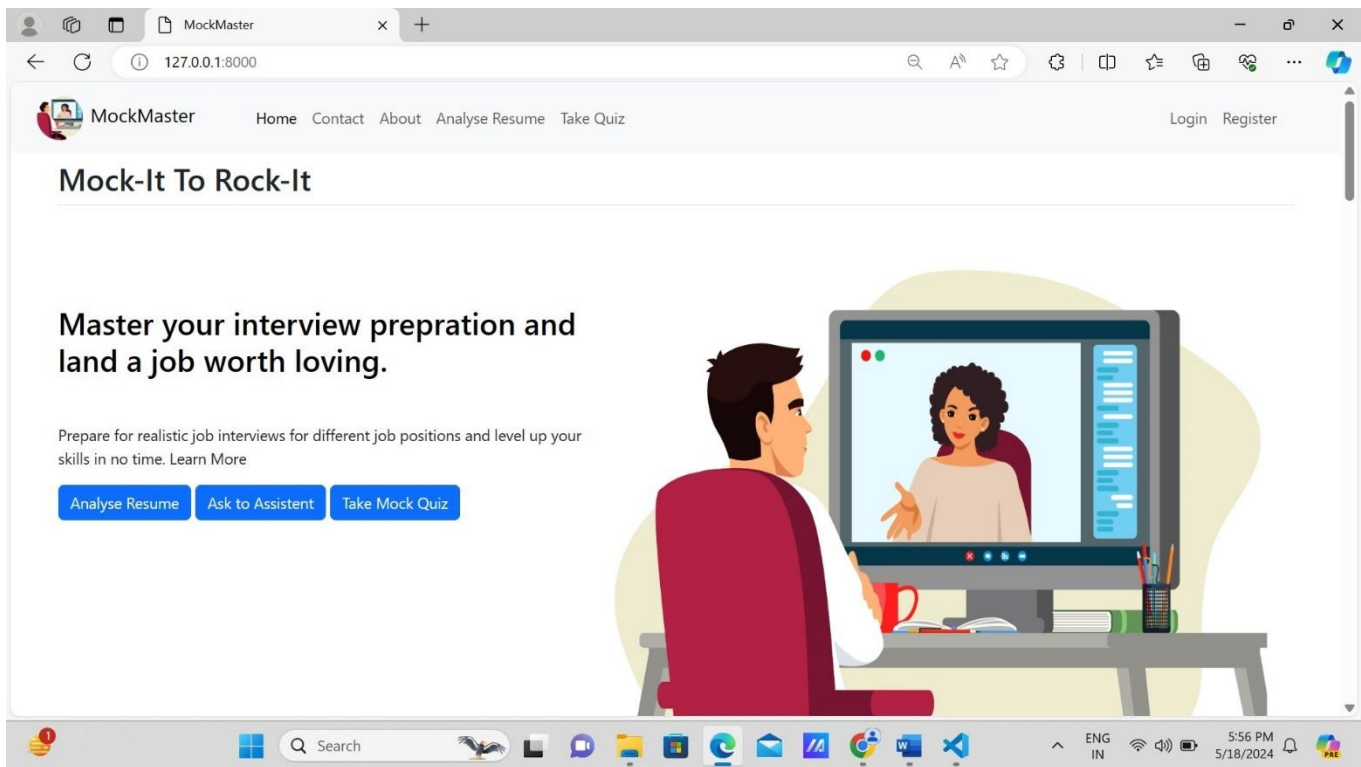 MockMaster
127.0.0.1:8000
MockMaster Home Contact About Analyse Resume Take Quiz Login Register
Mock-It To Rock-It
Master your interview prepration and
land a job worth loving.
Prepare for realistic job interviews for different job positions and level up your
skills in no time. Learn More
Analyse Resume Ask to Assistent Take Mock Quiz
1 Search ENG 5:56 PM
IN 5/18/2024
PRE